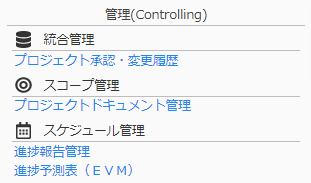 管理(Controlling)
統合管理
プロジェクト承認・変更履歴
スコープ管理
プロジェクトドキュメント管理
スケジュール管理
進捗報告管理
進捗予測表（ＥＶＭ）